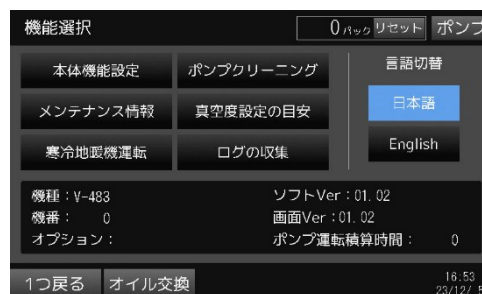 機能選択 0パック リセット ポンプ
本体機能設定 ポンプクリーニング 言語切替
メンテナンス情報 真空度設定の目安 日本語
寒冷地暖機運転 ログの収集 English
機種:V-483 ソフトVer:01.02
機番: 0 画面Ver:01.02
オプション: ポンプ運転積算時間: 0
1つ戻る オイル交換 16:53
23/12/